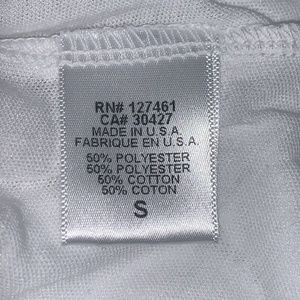 RN# 127461
CA# 30427
MADE IN U.S.A.
FABRIQUE EN U.S.A.
50% POLYESTER
50% POLYESTER
50% COTTON
50% COTON
S